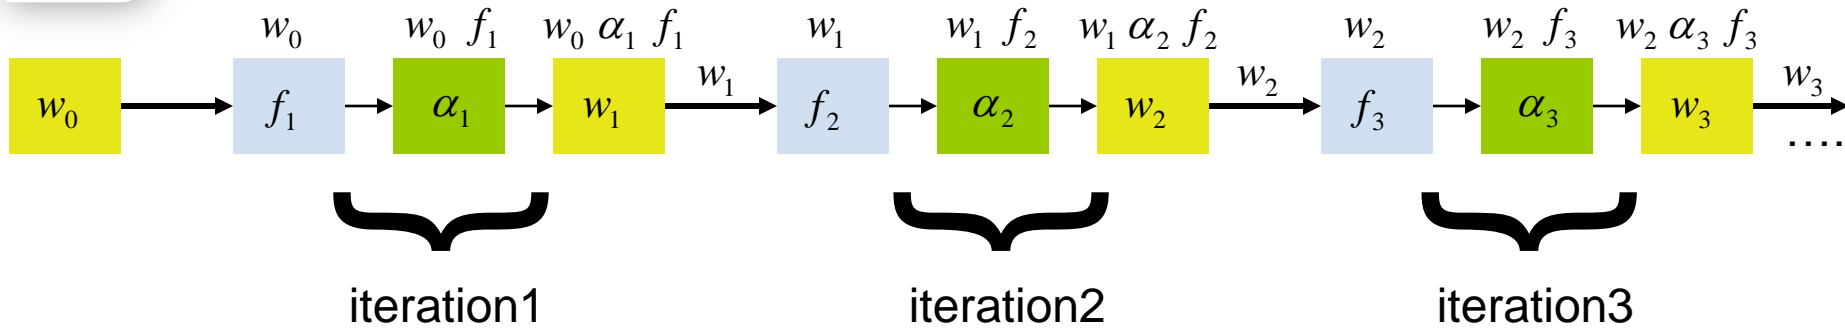 w₀ w₀ f₁ w₀ α₁ f₁ w₁ w₁ f₂ w₁ α₂ f₂ w₂ w₂ f₃ w₂ α₃ f₃
w₁ w₂ w₃
w₀ f₁ α₁ w₁ f₂ α₂ w₂ f₃ α₃ w₃
....
iteration1 iteration2 iteration3